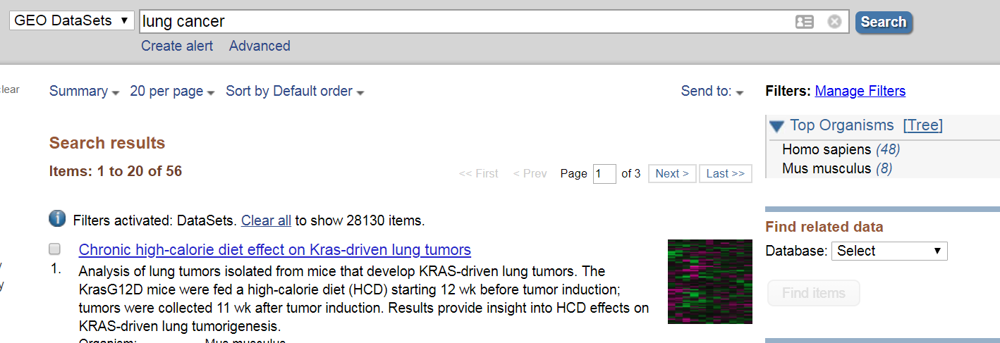 GEO DataSets
lung cancer
Search
Create alert Advanced
Summary 20 per page Sort by Default order Send to:
Filters: Manage Filters
Top Organisms [Tree]
Homo sapiens (48)
Mus musculus (8)
Search results
Items: 1 to 20 of 56
<< First < Prev Page 1 of 3 Next > Last >>
Filters activated: DataSets. Clear all to show 28130 items.
Find related data
Database: Select
Find items
Chronic high-calorie diet effect on Kras-driven lung tumors
1. Analysis of lung tumors isolated from mice that develop KRAS-driven lung tumors. The
KrasG12D mice were fed a high-calorie diet (HCD) starting 12 wk before tumor induction;
tumors were collected 11 wk after tumor induction. Results provide insight into HCD effects on
KRAS-driven lung tumorigenesis.
Organism: Mus musculus